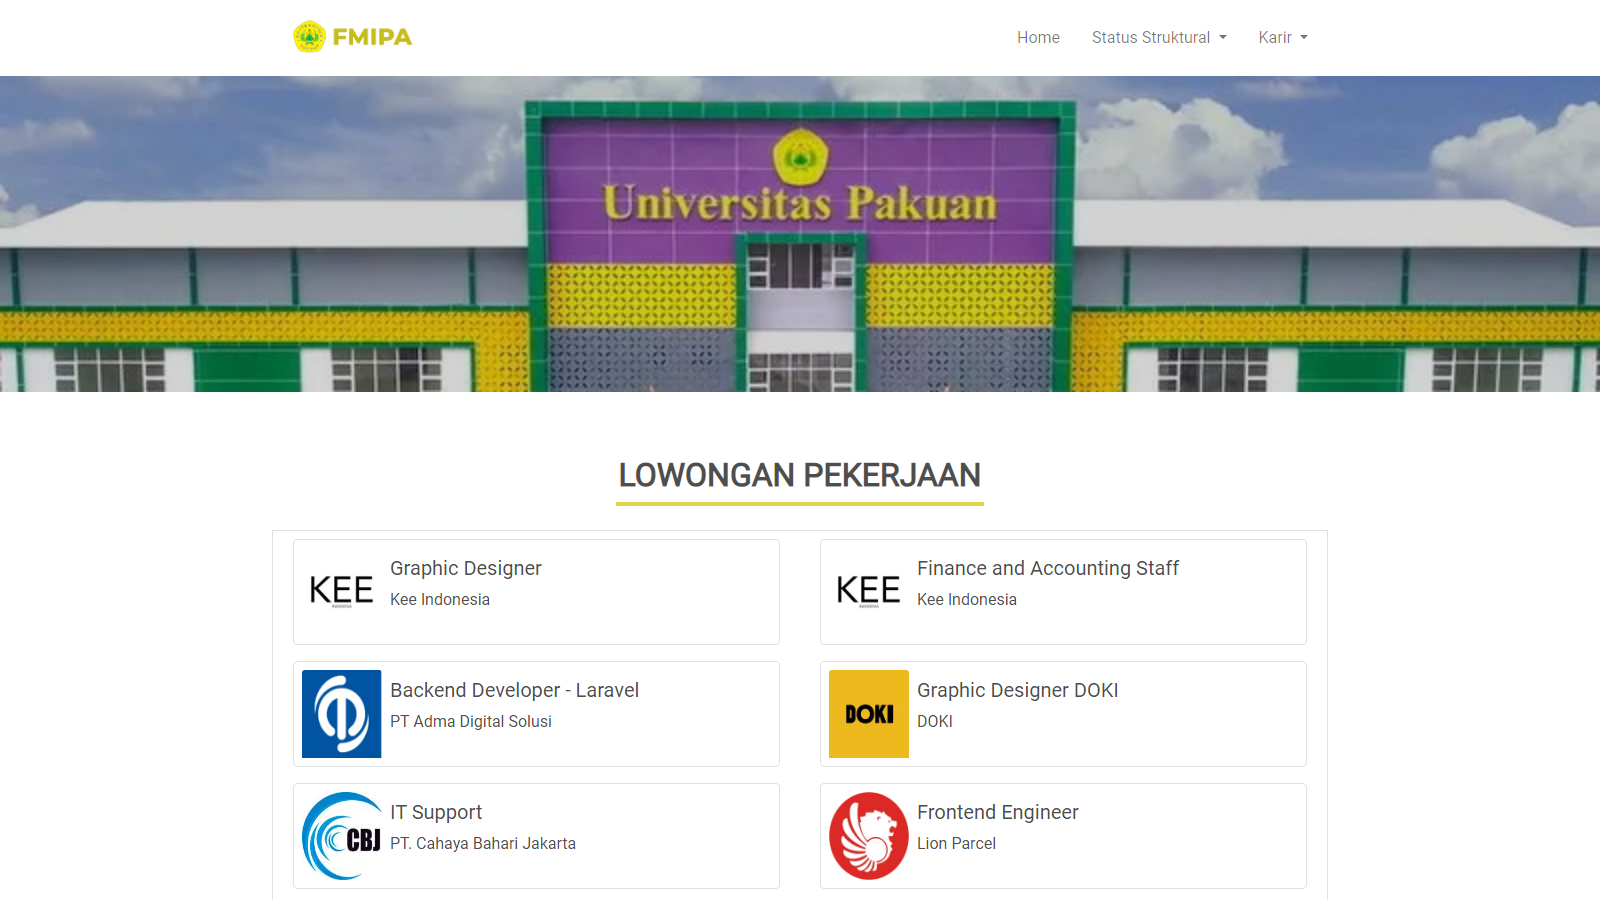 FMIPA
Home
Status Struktural
Karir
Universitas Pakuan
LOWONGAN PEKERJAAN
KEE
Graphic Designer
Kee Indonesia
KEE
Finance and Accounting Staff
Kee Indonesia
Backend Developer - Laravel
PT Adma Digital Solusi
DOKI
Graphic Designer DOKI
DOKI
CBJ
IT Support
PT. Cahaya Bahari Jakarta
Frontend Engineer
Lion Parcel